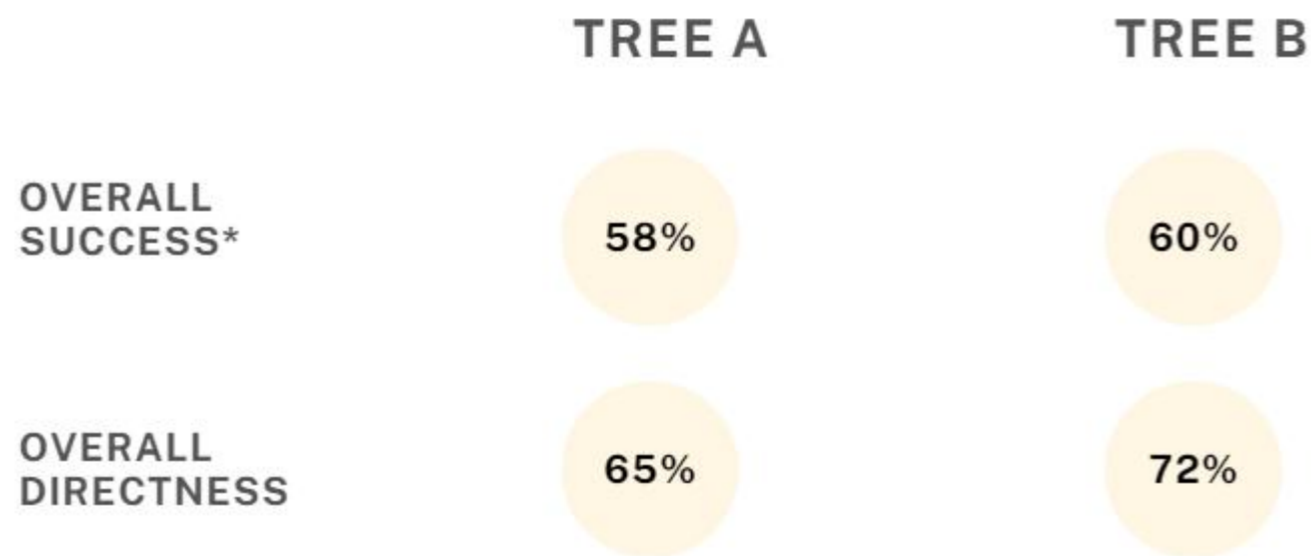 TREE A
TREE B
OVERALL
SUCCESS*
58%
60%
OVERALL
DIRECTNESS
65%
72%